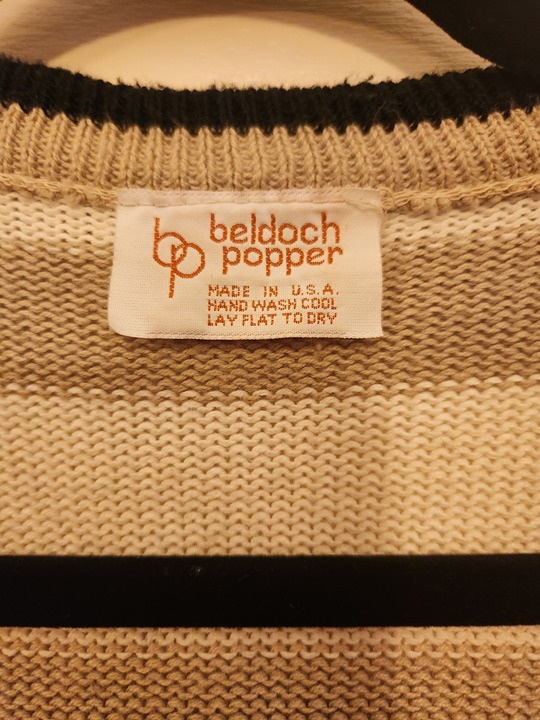 bp
beldoch
popper
MADE IN U.S.A.
HAND WASH COOL
LAY FLAT TO DRY